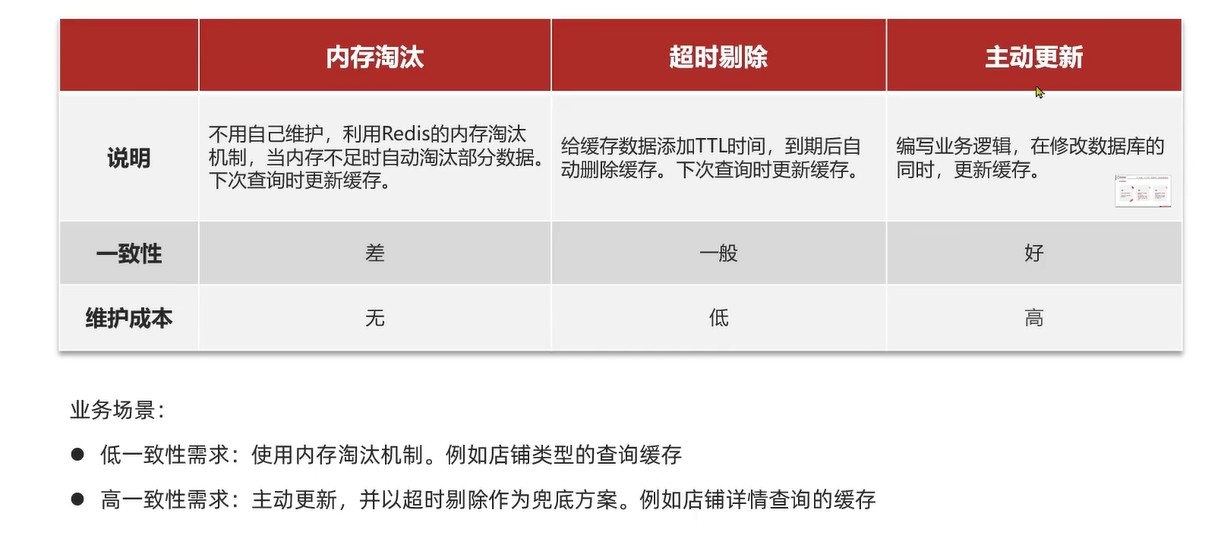 内存淘汰
超时剔除
主动更新
说明
不用自己维护，利用Redis的内存淘汰
机制，当内存不足时自动淘汰部分数据。
下次查询时更新缓存。
给缓存数据添加TTL时间，到期后自
动删除缓存。下次查询时更新缓存。
编写业务逻辑，在修改数据库的
同时，更新缓存。
一致性
差
一般
好
维护成本
无
低
高
业务场景：
● 低一致性需求：使用内存淘汰机制。例如店铺类型的查询缓存
● 高一致性需求：主动更新，并以超时剔除作为兜底方案。例如店铺详情查询的缓存